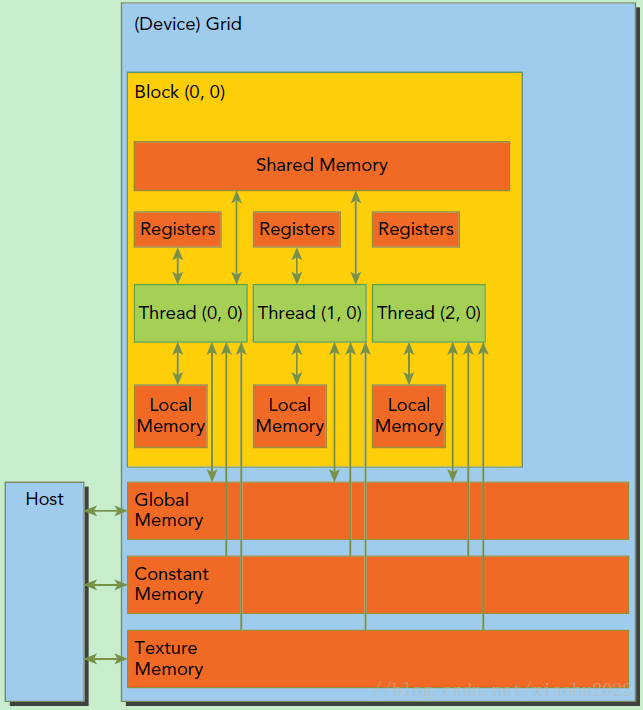 (Device) Grid
Block (0, 0)
Shared Memory
Registers
Registers
Registers
Thread (0, 0)
Thread (1, 0)
Thread (2, 0)
Local
Memory
Local
Memory
Local
Memory
Host
Global
Memory
Constant
Memory
Texture
Memory